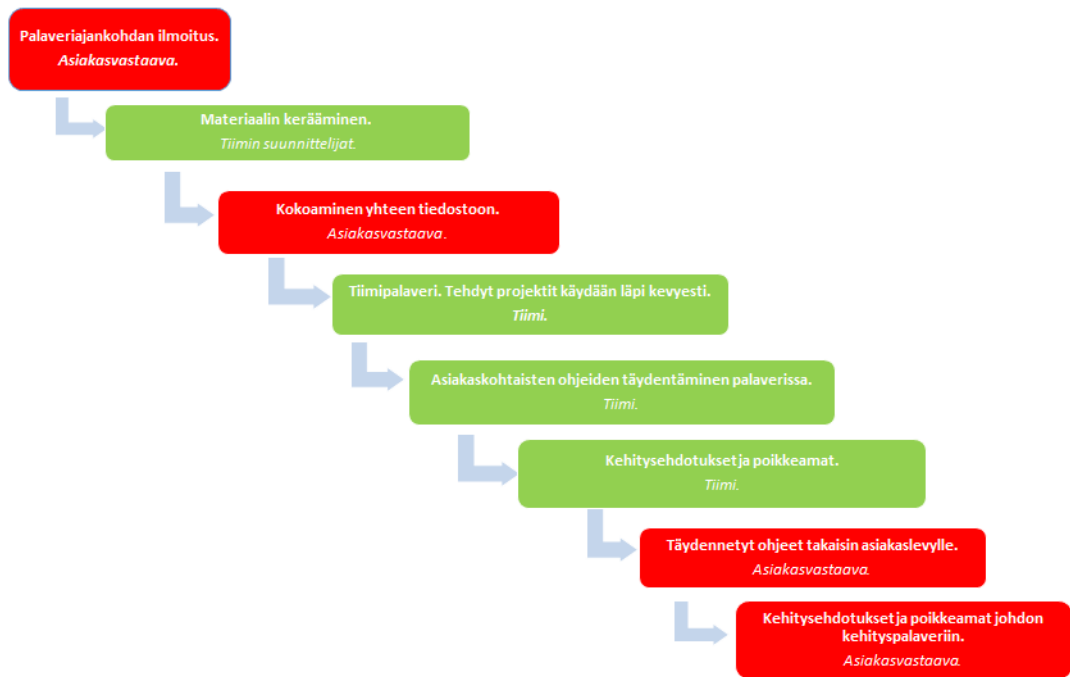 Palaveriajankohdan ilmoitus.
Asiakasvastaava.
Materiaalin kerääminen.
Tiimin suunnittelijat.
Kokoaminen yhteen tiedostoon.
Asiakasvastaava.
Tiimipalaveri. Tehdyt projektit käydään läpi kevyesti.
Tiimi.
Asiakaskohtaisten ohjeiden täydentäminen palaverissa.
Tiimi.
Kehitysehdotukset ja poikkeamat.
Tiimi.
Täydennetyt ohjeet takaisin asiakaslevylle.
Asiakasvastaava.
Kehitysehdotukset ja poikkeamat johdon
kehityspalaveriin.
Asiakasvastaava.